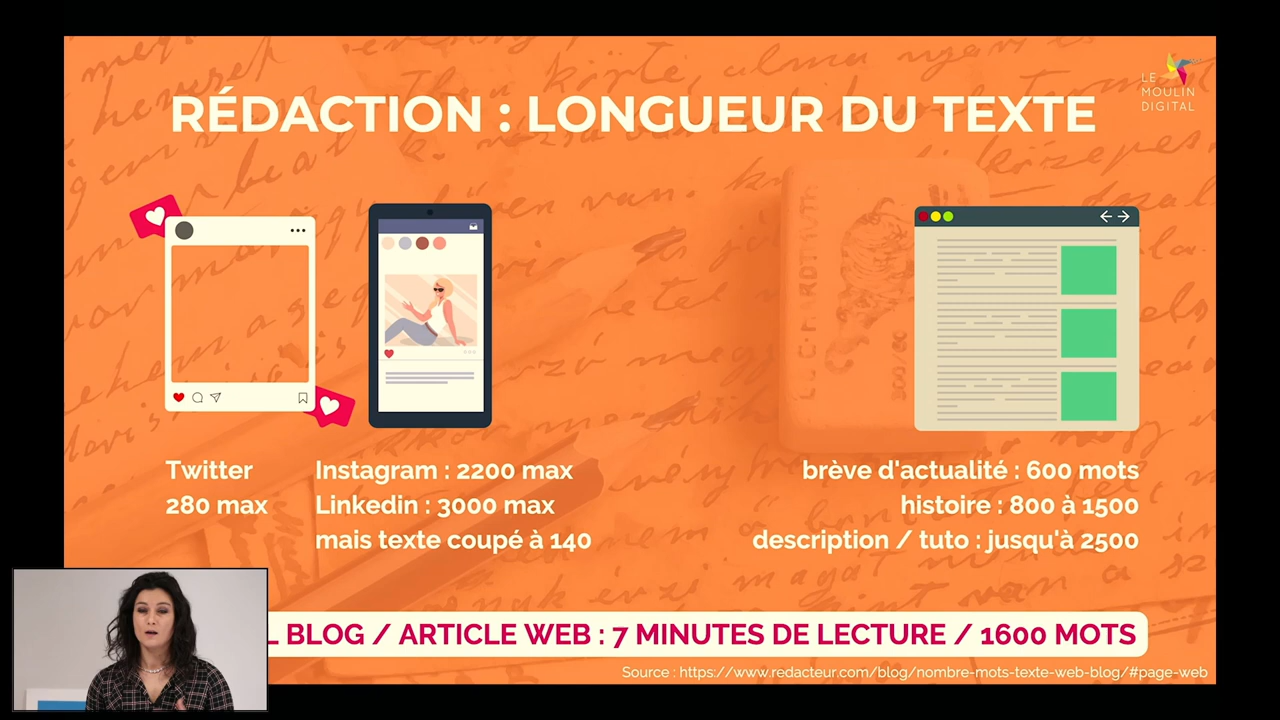 LE
MOULIN
DIGITAL
RÉDACTION : LONGUEUR DU TEXTE
Twitter
280 max
Instagram : 2200 max
Linkedin : 3000 max
mais texte coupé à 140
brève d'actualité : 600 mots
histoire : 800 à 1500
description / tuto : jusqu'à 2500
L BLOG / ARTICLE WEB : 7 MINUTES DE LECTURE / 1600 MOTS
Source : https://www.redacteur.com/blog/nombre-mots-texte-web-blog/#page-web